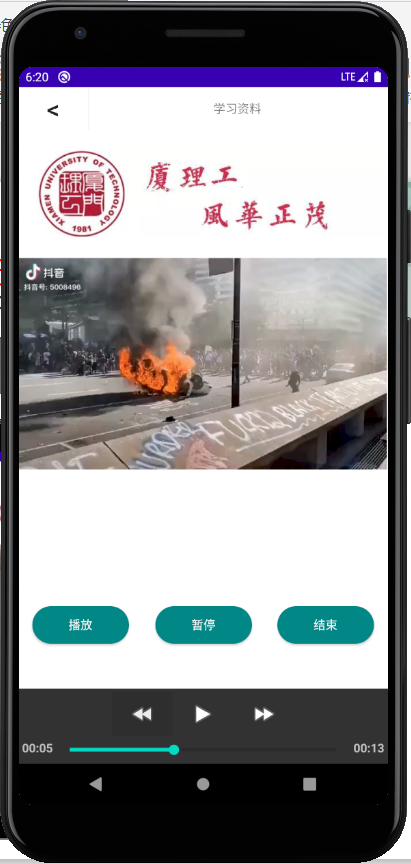 6:20
LTE
<
学习资料
XIAMEN UNIVERSITY OF TECHNOLOGY
1981
廈理工
風華正茂
抖音
抖音号: 5008496
播放
暂停
结束
00:05
00:13